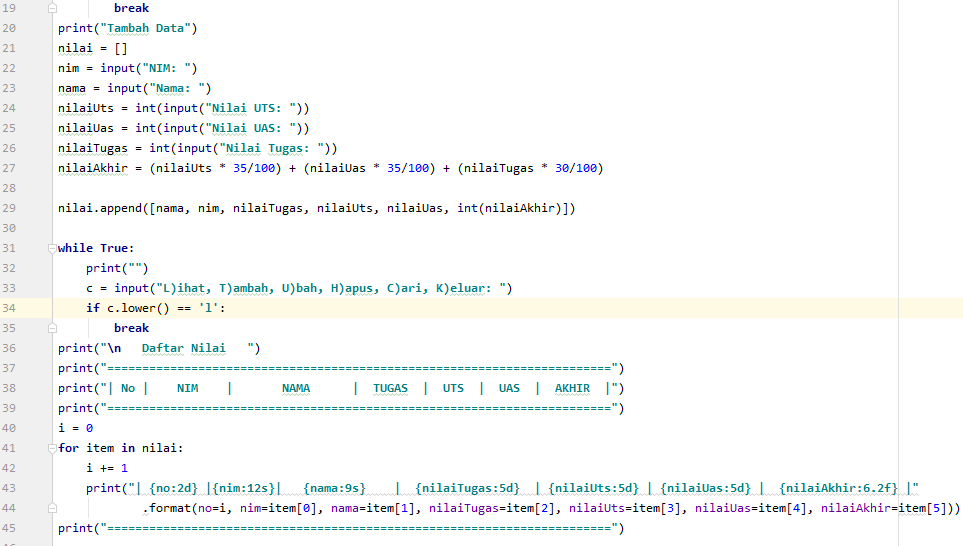 19 break
20 print("Tambah Data")
21 nilai = []
22 nim = input("NIM: ")
23 nama = input("Nama: ")
24 nilaiUts = int(input("Nilai UTS: "))
25 nilaiUas = int(input("Nilai UAS: "))
26 nilaiTugas = int(input("Nilai Tugas: "))
27 nilaiAkhir = (nilaiUts * 35/100) + (nilaiUas * 35/100) + (nilaiTugas * 30/100)
28
29 nilai.append([nama, nim, nilaiTugas, nilaiUts, nilaiUas, int(nilaiAkhir)])
30
31 while True:
32     print("")
33     c = input("L)ihat, T)ambah, U)bah, H)apus, C)ari, K)eluar: ")
34     if c.lower() == 'l':
35         break
36 print("\n   Daftar Nilai   ")
37 print("========================================================================")
38 print("| No |    NIM    |       NAMA      |  TUGAS  |  UTS  |  UAS  |  AKHIR  |")
39 print("========================================================================")
40 i = 0
41 for item in nilai:
42     i += 1
43     print("| {no:2d} |{nim:12s}|   {nama:9s}    |  {nilaiTugas:5d}  | {nilaiUts:5d} | {nilaiUas:5d} |  {nilaiAkhir:6.2f} |"
44             .format(no=i, nim=item[0], nama=item[1], nilaiTugas=item[2], nilaiUts=item[3], nilaiUas=item[4], nilaiAkhir=item[5]))
45 print("========================================================================")